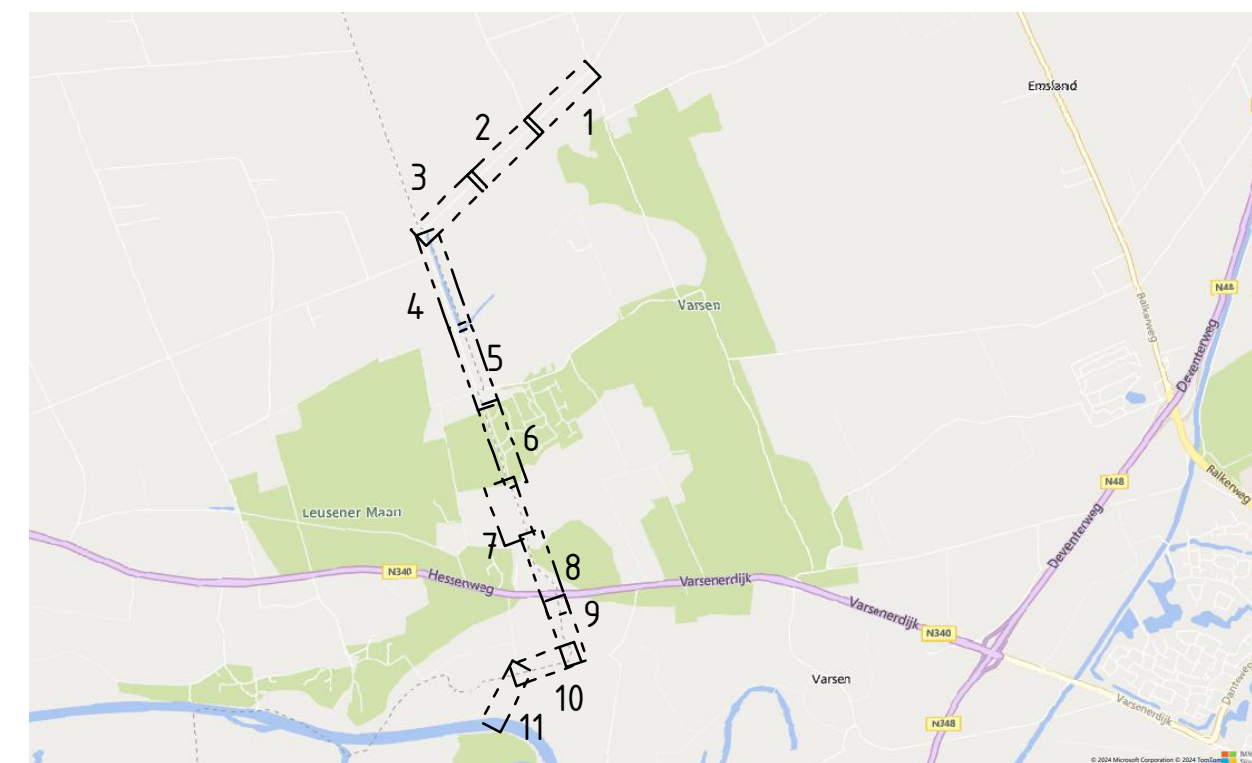 Emsland
1
2
3
N48
Varsen
Balkerweg
4
Deventerweg
5
6
Balkerweg
N48
Leusener Maan
Deventerweg
7
8
N340
Hessenweg
Varsenerdijk
9
Varsenerdijk
N340
Varsen
10
Varsenerdijk
11
N348
© 2024 Microsoft Corporation © 2024 TomTom